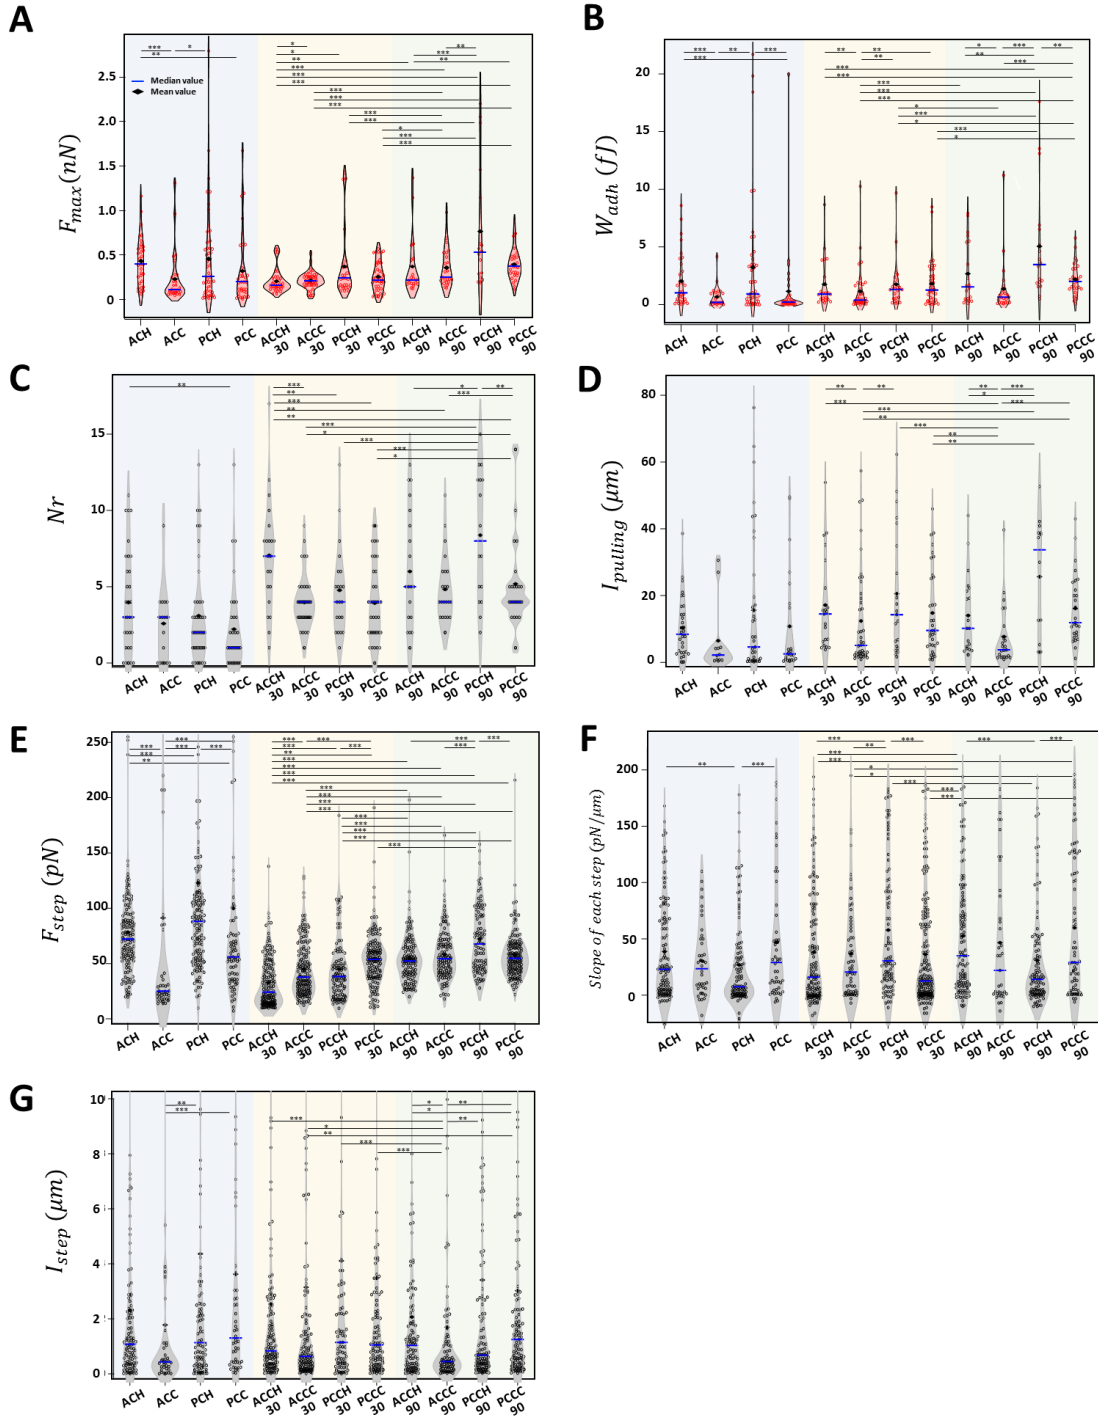 A
F_max (nN)
2.5
2.0
1.5
1.0
0.5
0
Median value
Mean value
ACH ACC PCH PCC ACCH 30 ACCC 30 PCCH 30 PCCC 30 ACCH 90 ACCC 90 PCCH 90 PCCC 90
B
W_adh (fJ)
20
15
10
5
0
ACH ACC PCH PCC ACCH 30 ACCC 30 PCCH 30 PCCC 30 ACCH 90 ACCC 90 PCCH 90 PCCC 90
C
Nr
15
10
5
0
ACH ACC PCH PCC ACCH 30 ACCC 30 PCCH 30 PCCC 30 ACCH 90 ACCC 90 PCCH 90 PCCC 90
D
I_pulling (μm)
80
60
40
20
0
ACH ACC PCH PCC ACCH 30 ACCC 30 PCCH 30 PCCC 30 ACCH 90 ACCC 90 PCCH 90 PCCC 90
E
F_step (pN)
250
200
150
100
50
0
ACH ACC PCH PCC ACCH 30 ACCC 30 PCCH 30 PCCC 30 ACCH 90 ACCC 90 PCCH 90 PCCC 90
F
Slope of each step (pN/μm)
200
150
100
50
0
ACH ACC PCH PCC ACCH 30 ACCC 30 PCCH 30 PCCC 30 ACCH 90 ACCC 90 PCCH 90 PCCC 90
G
I_step (μm)
10
8
6
4
2
0
ACH ACC PCH PCC ACCH 30 ACCC 30 PCCH 30 PCCC 30 ACCH 90 ACCC 90 PCCH 90 PCCC 90